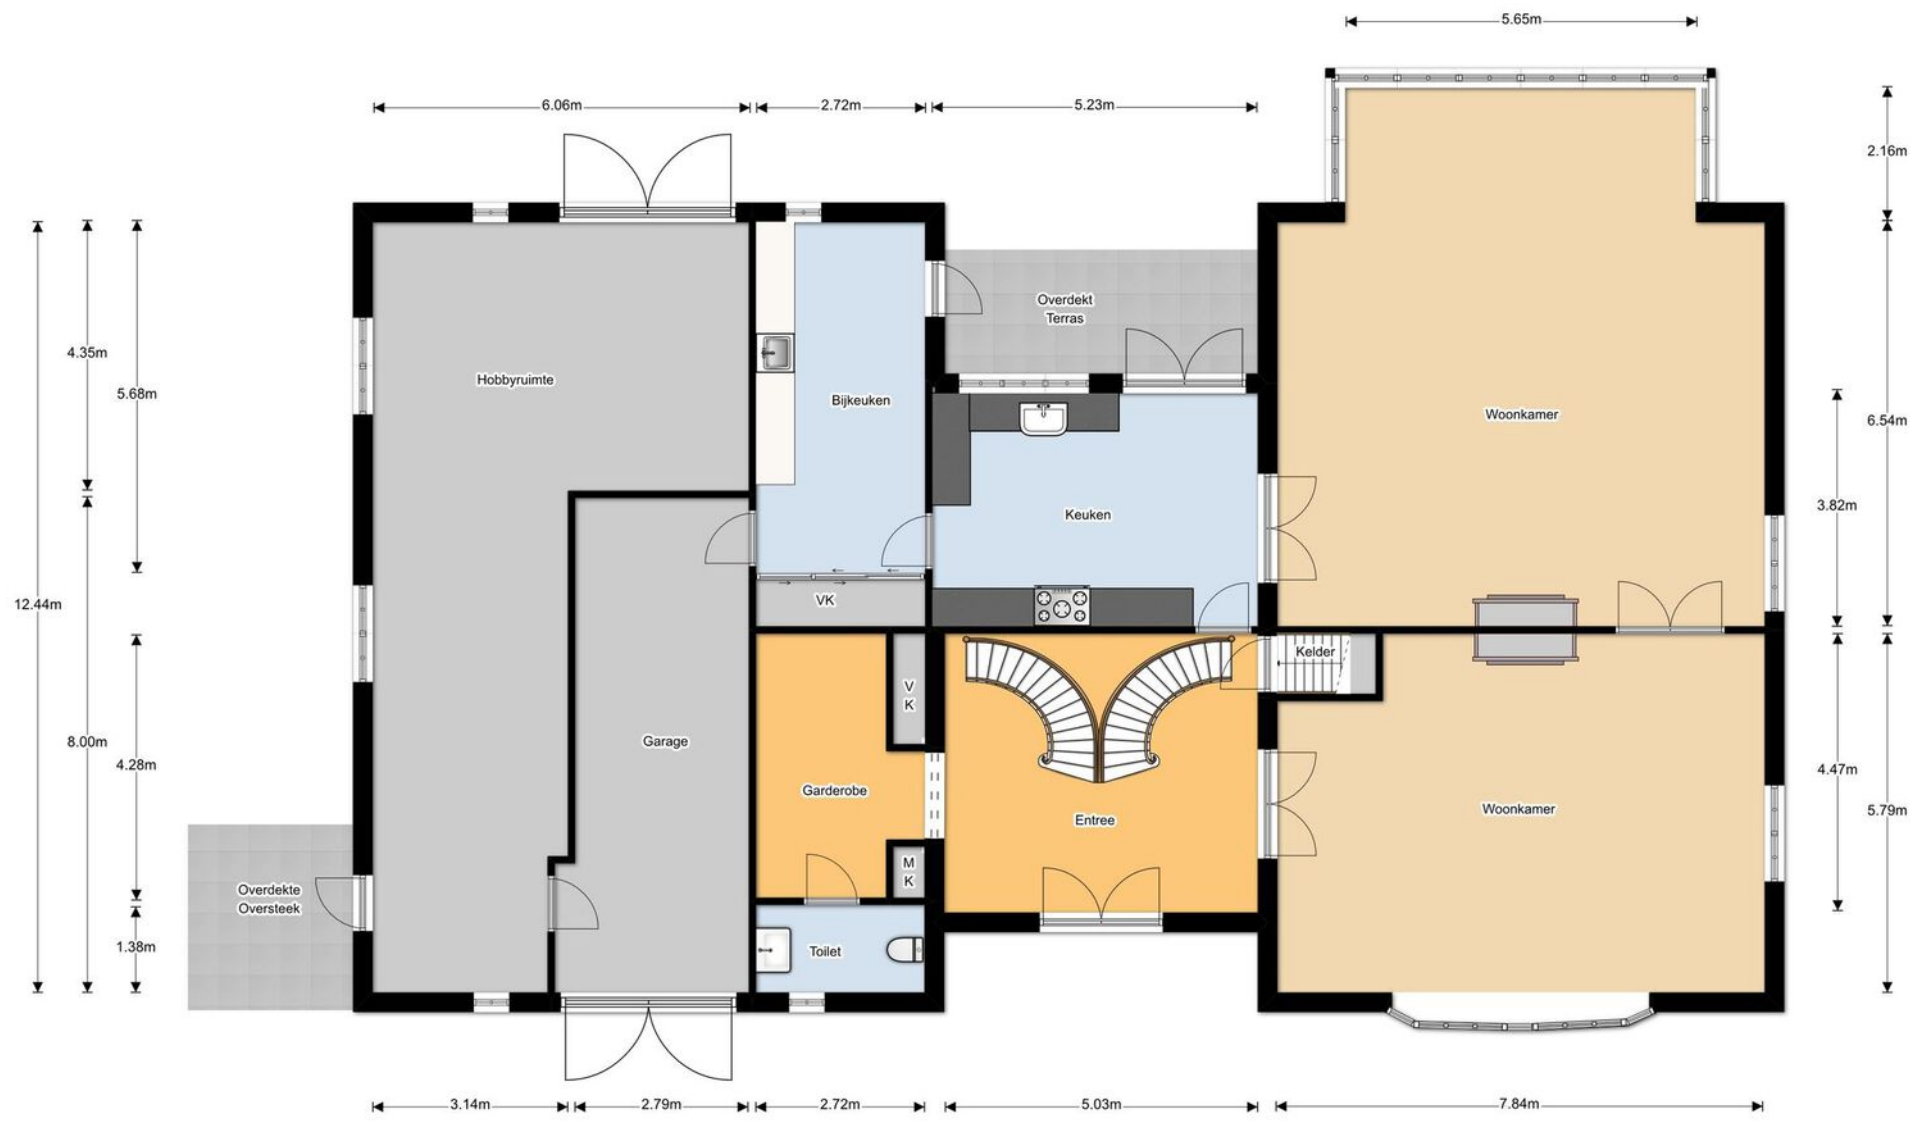 5.65m
6.06m
2.72m
5.23m
2.16m
Overdekt
Terras
4.35m
5.68m
Hobbyruimte
Bijkeuken
Woonkamer
6.54m
3.82m
Keuken
12.44m
VK
Kelder
V
K
8.00m
Garage
4.28m
Garderobe
Entree
Woonkamer
4.47m
5.79m
M
K
Overdekte
Oversteek
1.38m
Toilet
3.14m
2.79m
2.72m
5.03m
7.84m